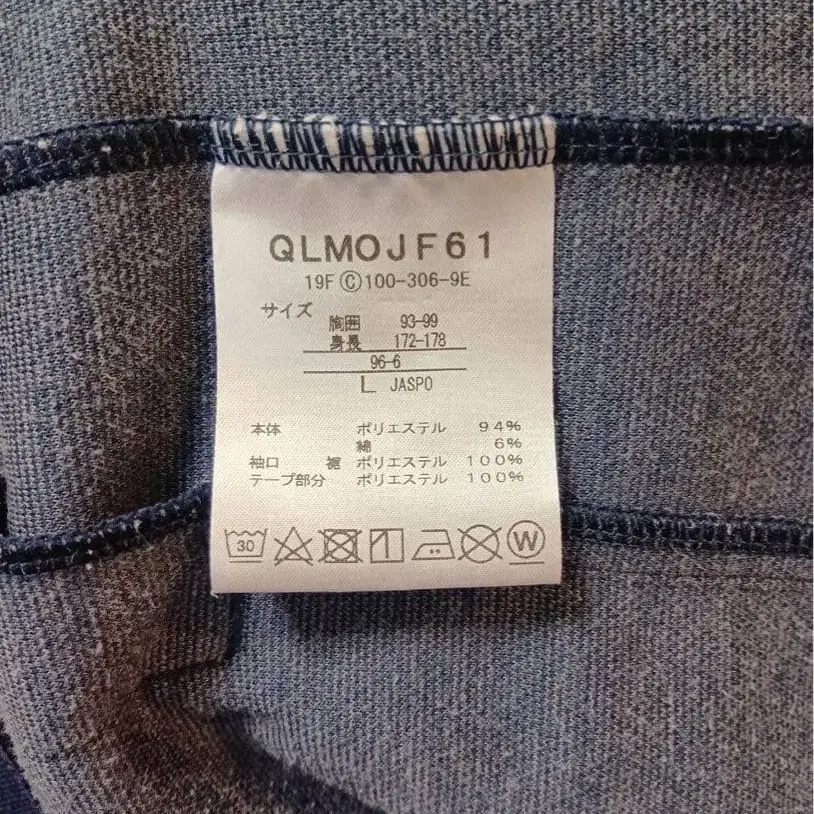 QLMOJF61
19F Ⓒ100-306-9E
サイズ
胸囲 93-99
身長 172-178
96-6
L JASPO
本体 ポリエステル 94%
綿 6%
袖口 裾 ポリエステル 100%
テープ部分 ポリエステル 100%
30 W